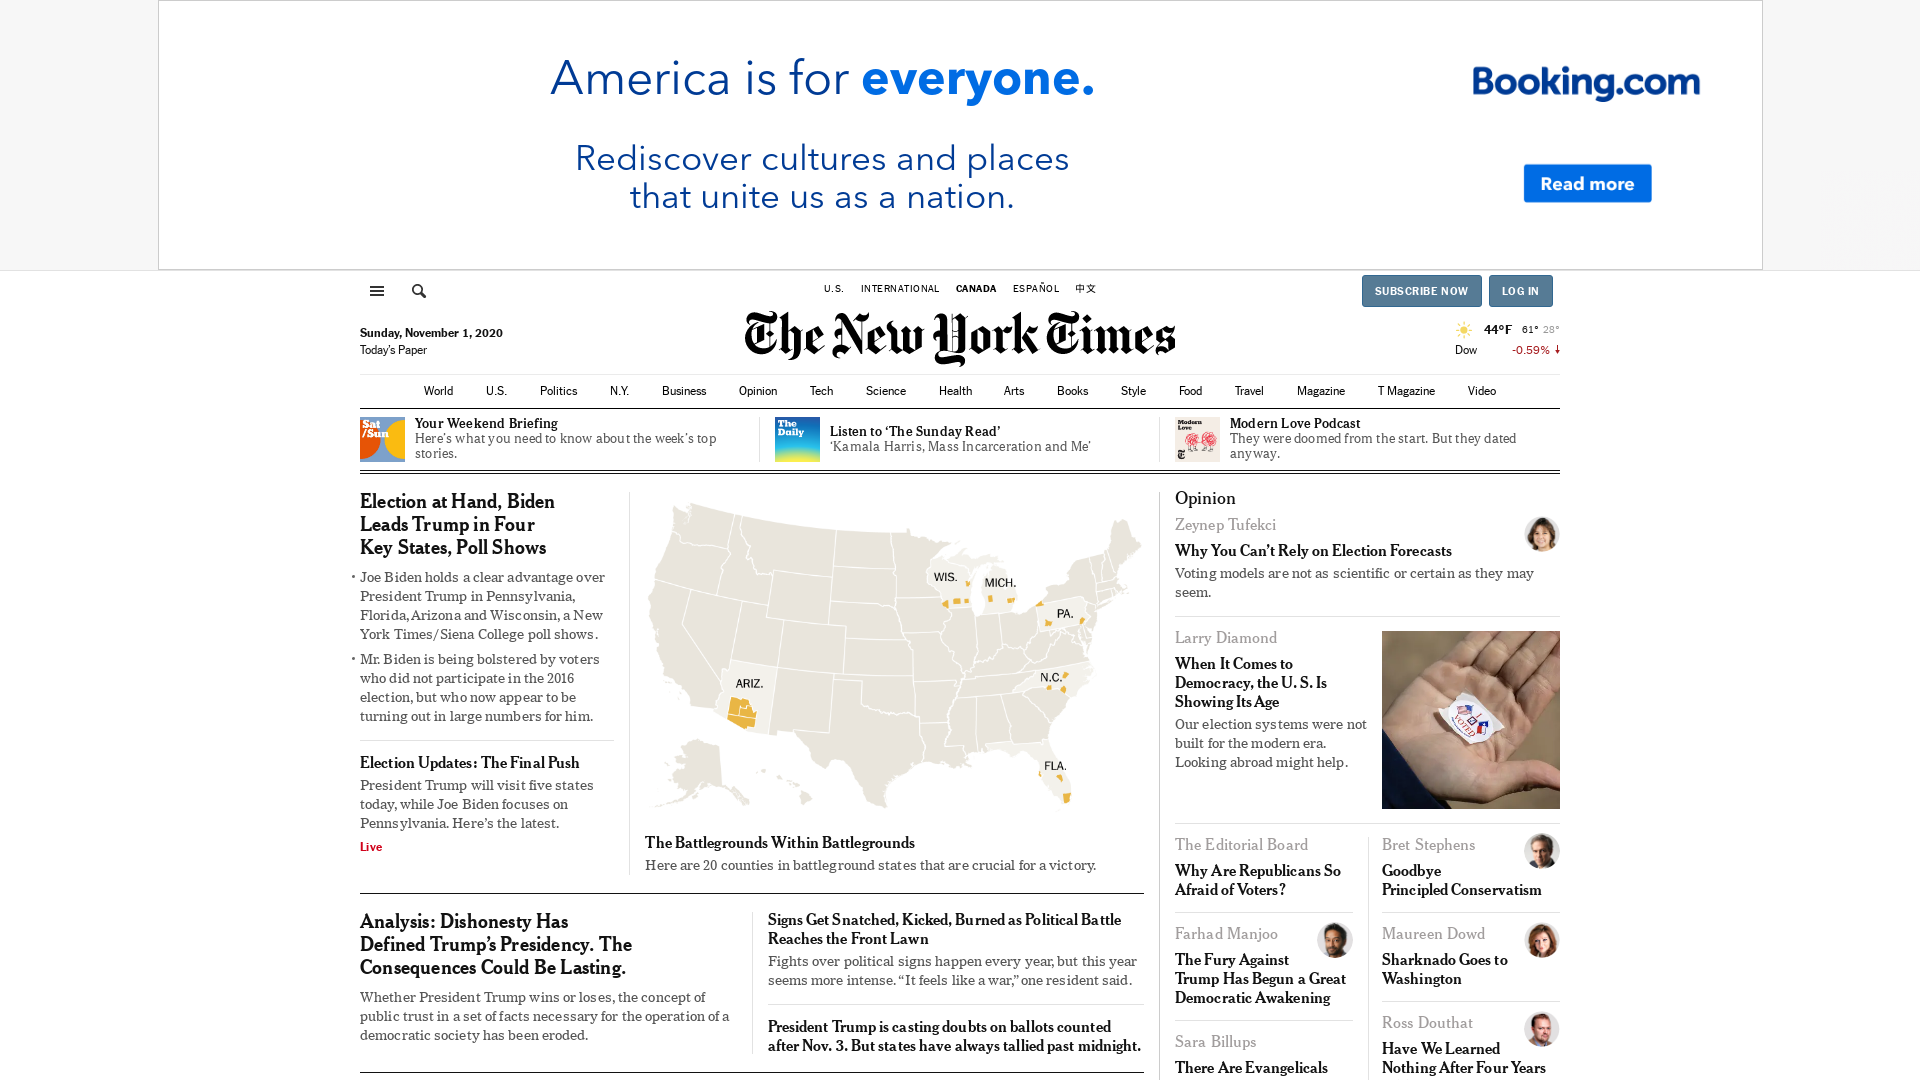 America is for everyone.
Booking.com
Rediscover cultures and places
that unite us as a nation.
Read more
U.S. INTERNATIONAL CANADA ESPAÑOL 中文
SUBSCRIBE NOW LOG IN
Sunday, November 1, 2020
Today's Paper
The New York Times
44°F 61° 28°
Dow -0.59% ↓
World U.S. Politics N.Y. Business Opinion Tech Science Health Arts Books Style Food Travel Magazine T Magazine Video
Sat
/Sun
Your Weekend Briefing
Here's what you need to know about the week's top
stories.
The
Daily
Listen to ‘The Sunday Read’
‘Kamala Harris, Mass Incarceration and Me’
Modern
Love
Modern Love Podcast
They were doomed from the start. But they dated
anyway.
Election at Hand, Biden
Leads Trump in Four
Key States, Poll Shows
• Joe Biden holds a clear advantage over
President Trump in Pennsylvania,
Florida, Arizona and Wisconsin, a New
York Times/Siena College poll shows.
• Mr. Biden is being bolstered by voters
who did not participate in the 2016
election, but who now appear to be
turning out in large numbers for him.
Election Updates: The Final Push
President Trump will visit five states
today, while Joe Biden focuses on
Pennsylvania. Here's the latest.
Live
WIS.
MICH.
PA.
N.C.
ARIZ.
FLA.
The Battlegrounds Within Battlegrounds
Here are 20 counties in battleground states that are crucial for a victory.
Analysis: Dishonesty Has
Defined Trump's Presidency. The
Consequences Could Be Lasting.
Whether President Trump wins or loses, the concept of
public trust in a set of facts necessary for the operation of a
democratic society has been eroded.
Signs Get Snatched, Kicked, Burned as Political Battle
Reaches the Front Lawn
Fights over political signs happen every year, but this year
seems more intense. “It feels like a war,” one resident said.
President Trump is casting doubts on ballots counted
after Nov. 3. But states have always tallied past midnight.
Opinion
Zeynep Tufekci
Why You Can't Rely on Election Forecasts
Voting models are not as scientific or certain as they may
seem.
Larry Diamond
When It Comes to
Democracy, the U. S. Is
Showing Its Age
Our election systems were not
built for the modern era.
Looking abroad might help.
I VOTED
The Editorial Board
Why Are Republicans So
Afraid of Voters?
Bret Stephens
Goodbye
Principled Conservatism
Farhad Manjoo
The Fury Against
Trump Has Begun a Great
Democratic Awakening
Maureen Dowd
Sharknado Goes to
Washington
Sara Billups
There Are Evangelicals
Ross Douthat
Have We Learned
Nothing After Four Years